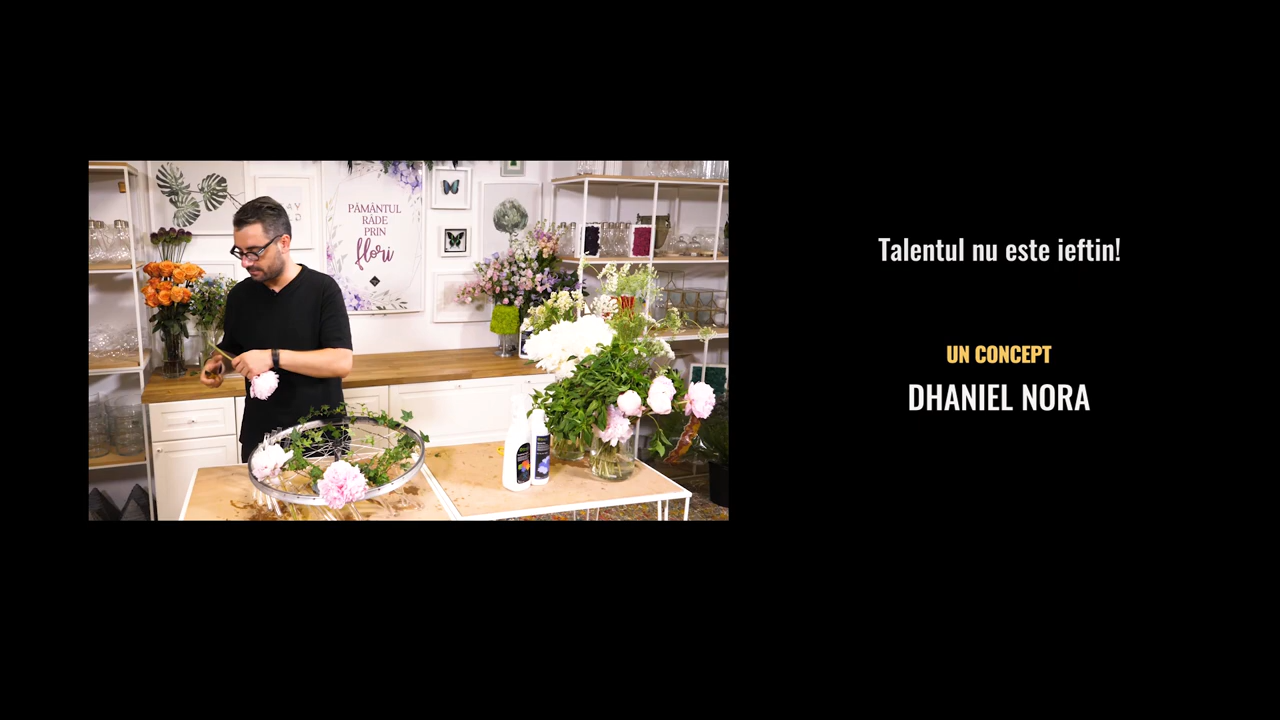 PĂMÂNTUL
RÂDE
PRIN
flori
Talentul nu este ieftin!
UN CONCEPT
DHANIEL NORA